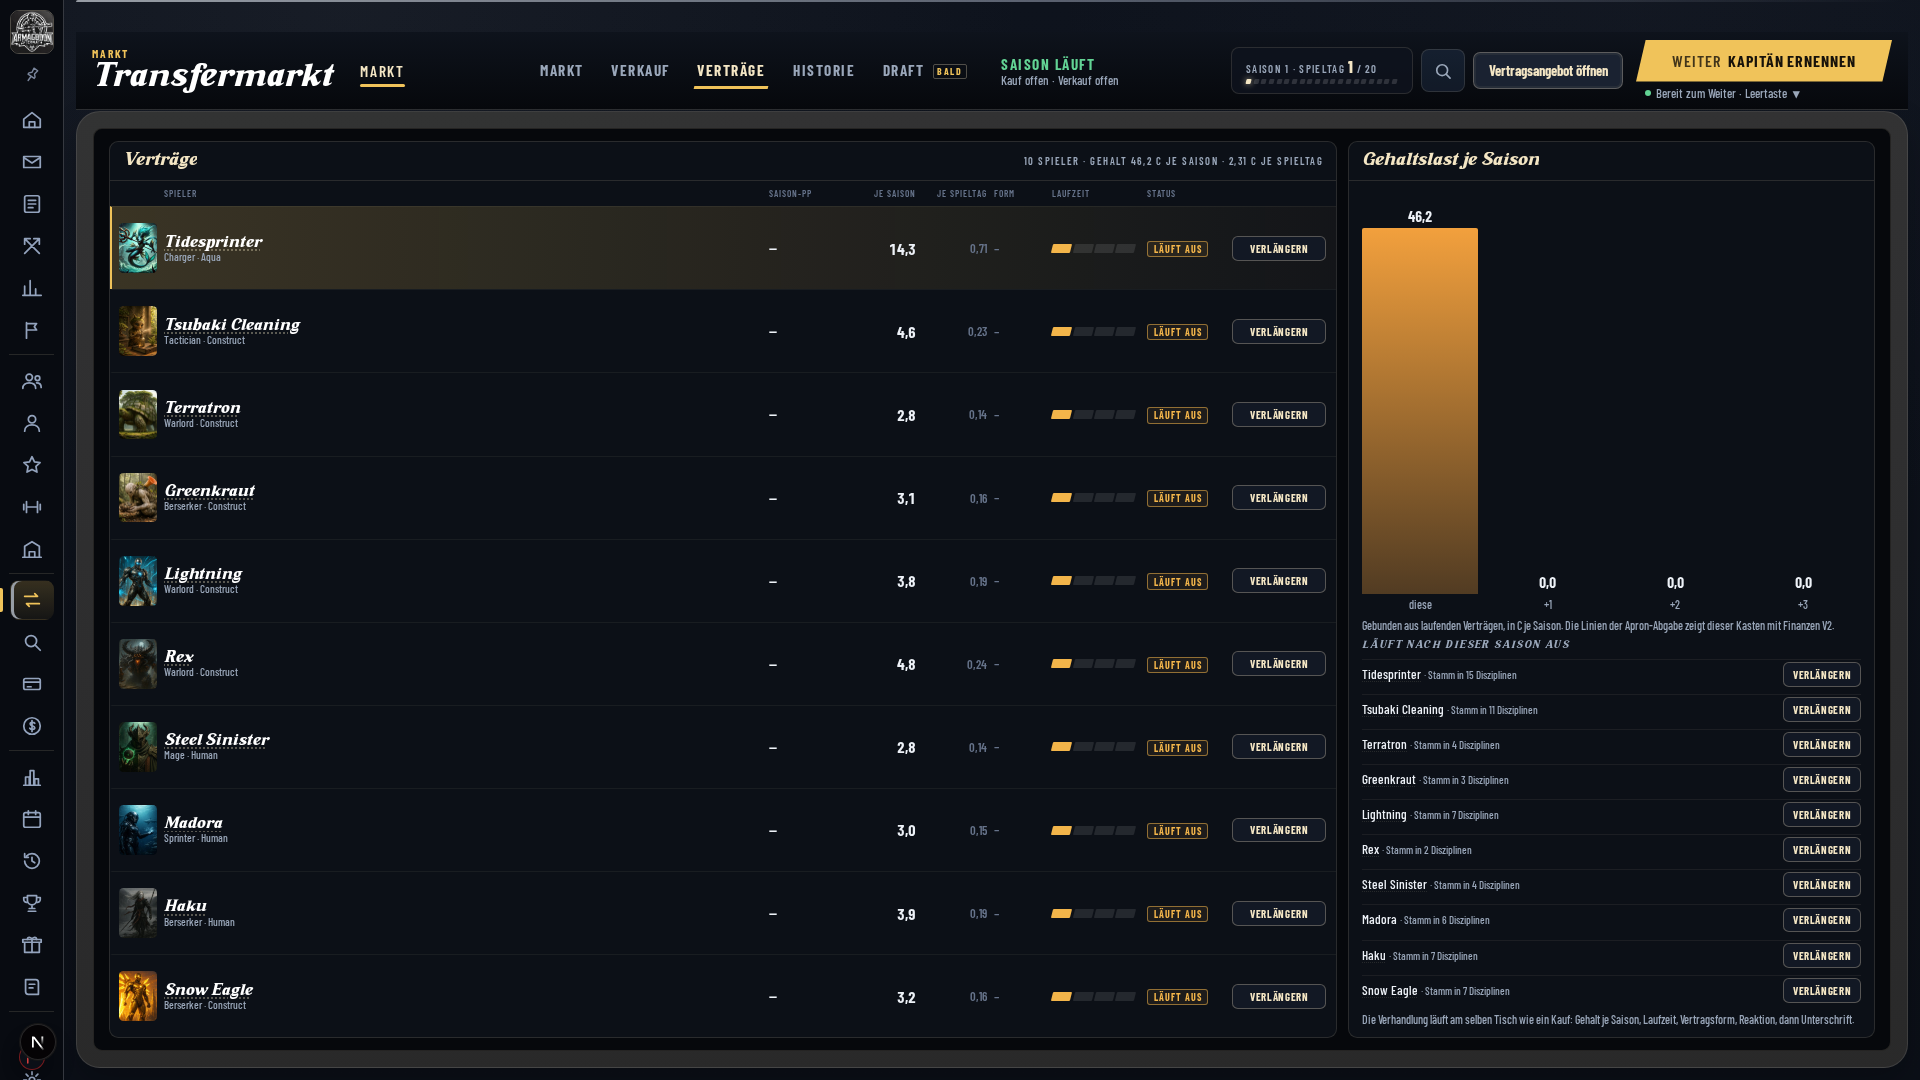 MARKT
Transfermarkt
MARKT
MARKT VERKAUF VERTRÄGE HISTORIE DRAFT BALD
SAISON LÄUFT
Kauf offen · Verkauf offen
SAISON 1 · SPIELTAG 1 / 20
Vertragsangebot öffnen
WEITER KAPITÄN ERNENNEN
Bereit zum Weiter · Leertaste ▼
Verträge
10 SPIELER · GEHALT 46,2 C JE SAISON · 2,31 C JE SPIELTAG
SPIELER SAISON-PP JE SAISON JE SPIELTAG FORM LAUFZEIT STATUS
Tidesprinter
Charger · Aqua
– 14,3 0,71 – LÄUFT AUS VERLÄNGERN
Tsubaki Cleaning
Tactician · Construct
– 4,6 0,23 – LÄUFT AUS VERLÄNGERN
Terratron
Warlord · Construct
– 2,8 0,14 – LÄUFT AUS VERLÄNGERN
Greenkraut
Berserker · Construct
– 3,1 0,16 – LÄUFT AUS VERLÄNGERN
Lightning
Warlord · Construct
– 3,8 0,19 – LÄUFT AUS VERLÄNGERN
Rex
Warlord · Construct
– 4,8 0,24 – LÄUFT AUS VERLÄNGERN
Steel Sinister
Mage · Human
– 2,8 0,14 – LÄUFT AUS VERLÄNGERN
Madora
Sprinter · Human
– 3,0 0,15 – LÄUFT AUS VERLÄNGERN
Haku
Berserker · Human
– 3,9 0,19 – LÄUFT AUS VERLÄNGERN
Snow Eagle
Berserker · Construct
– 3,2 0,16 – LÄUFT AUS VERLÄNGERN
Gehaltslast je Saison
46,2 0,0 0,0 0,0
diese +1 +2 +3
Gebunden aus laufenden Verträgen, in C je Saison. Die Linien der Apron-Abgabe zeigt dieser Kasten mit Finanzen V2.
LÄUFT NACH DIESER SAISON AUS
Tidesprinter · Stamm in 15 Disziplinen VERLÄNGERN
Tsubaki Cleaning · Stamm in 11 Disziplinen VERLÄNGERN
Terratron · Stamm in 4 Disziplinen VERLÄNGERN
Greenkraut · Stamm in 3 Disziplinen VERLÄNGERN
Lightning · Stamm in 7 Disziplinen VERLÄNGERN
Rex · Stamm in 2 Disziplinen VERLÄNGERN
Steel Sinister · Stamm in 4 Disziplinen VERLÄNGERN
Madora · Stamm in 6 Disziplinen VERLÄNGERN
Haku · Stamm in 7 Disziplinen VERLÄNGERN
Snow Eagle · Stamm in 7 Disziplinen VERLÄNGERN
Die Verhandlung läuft am selben Tisch wie ein Kauf: Gehalt je Saison, Laufzeit, Vertragsform, Reaktion, dann Unterschrift.
N